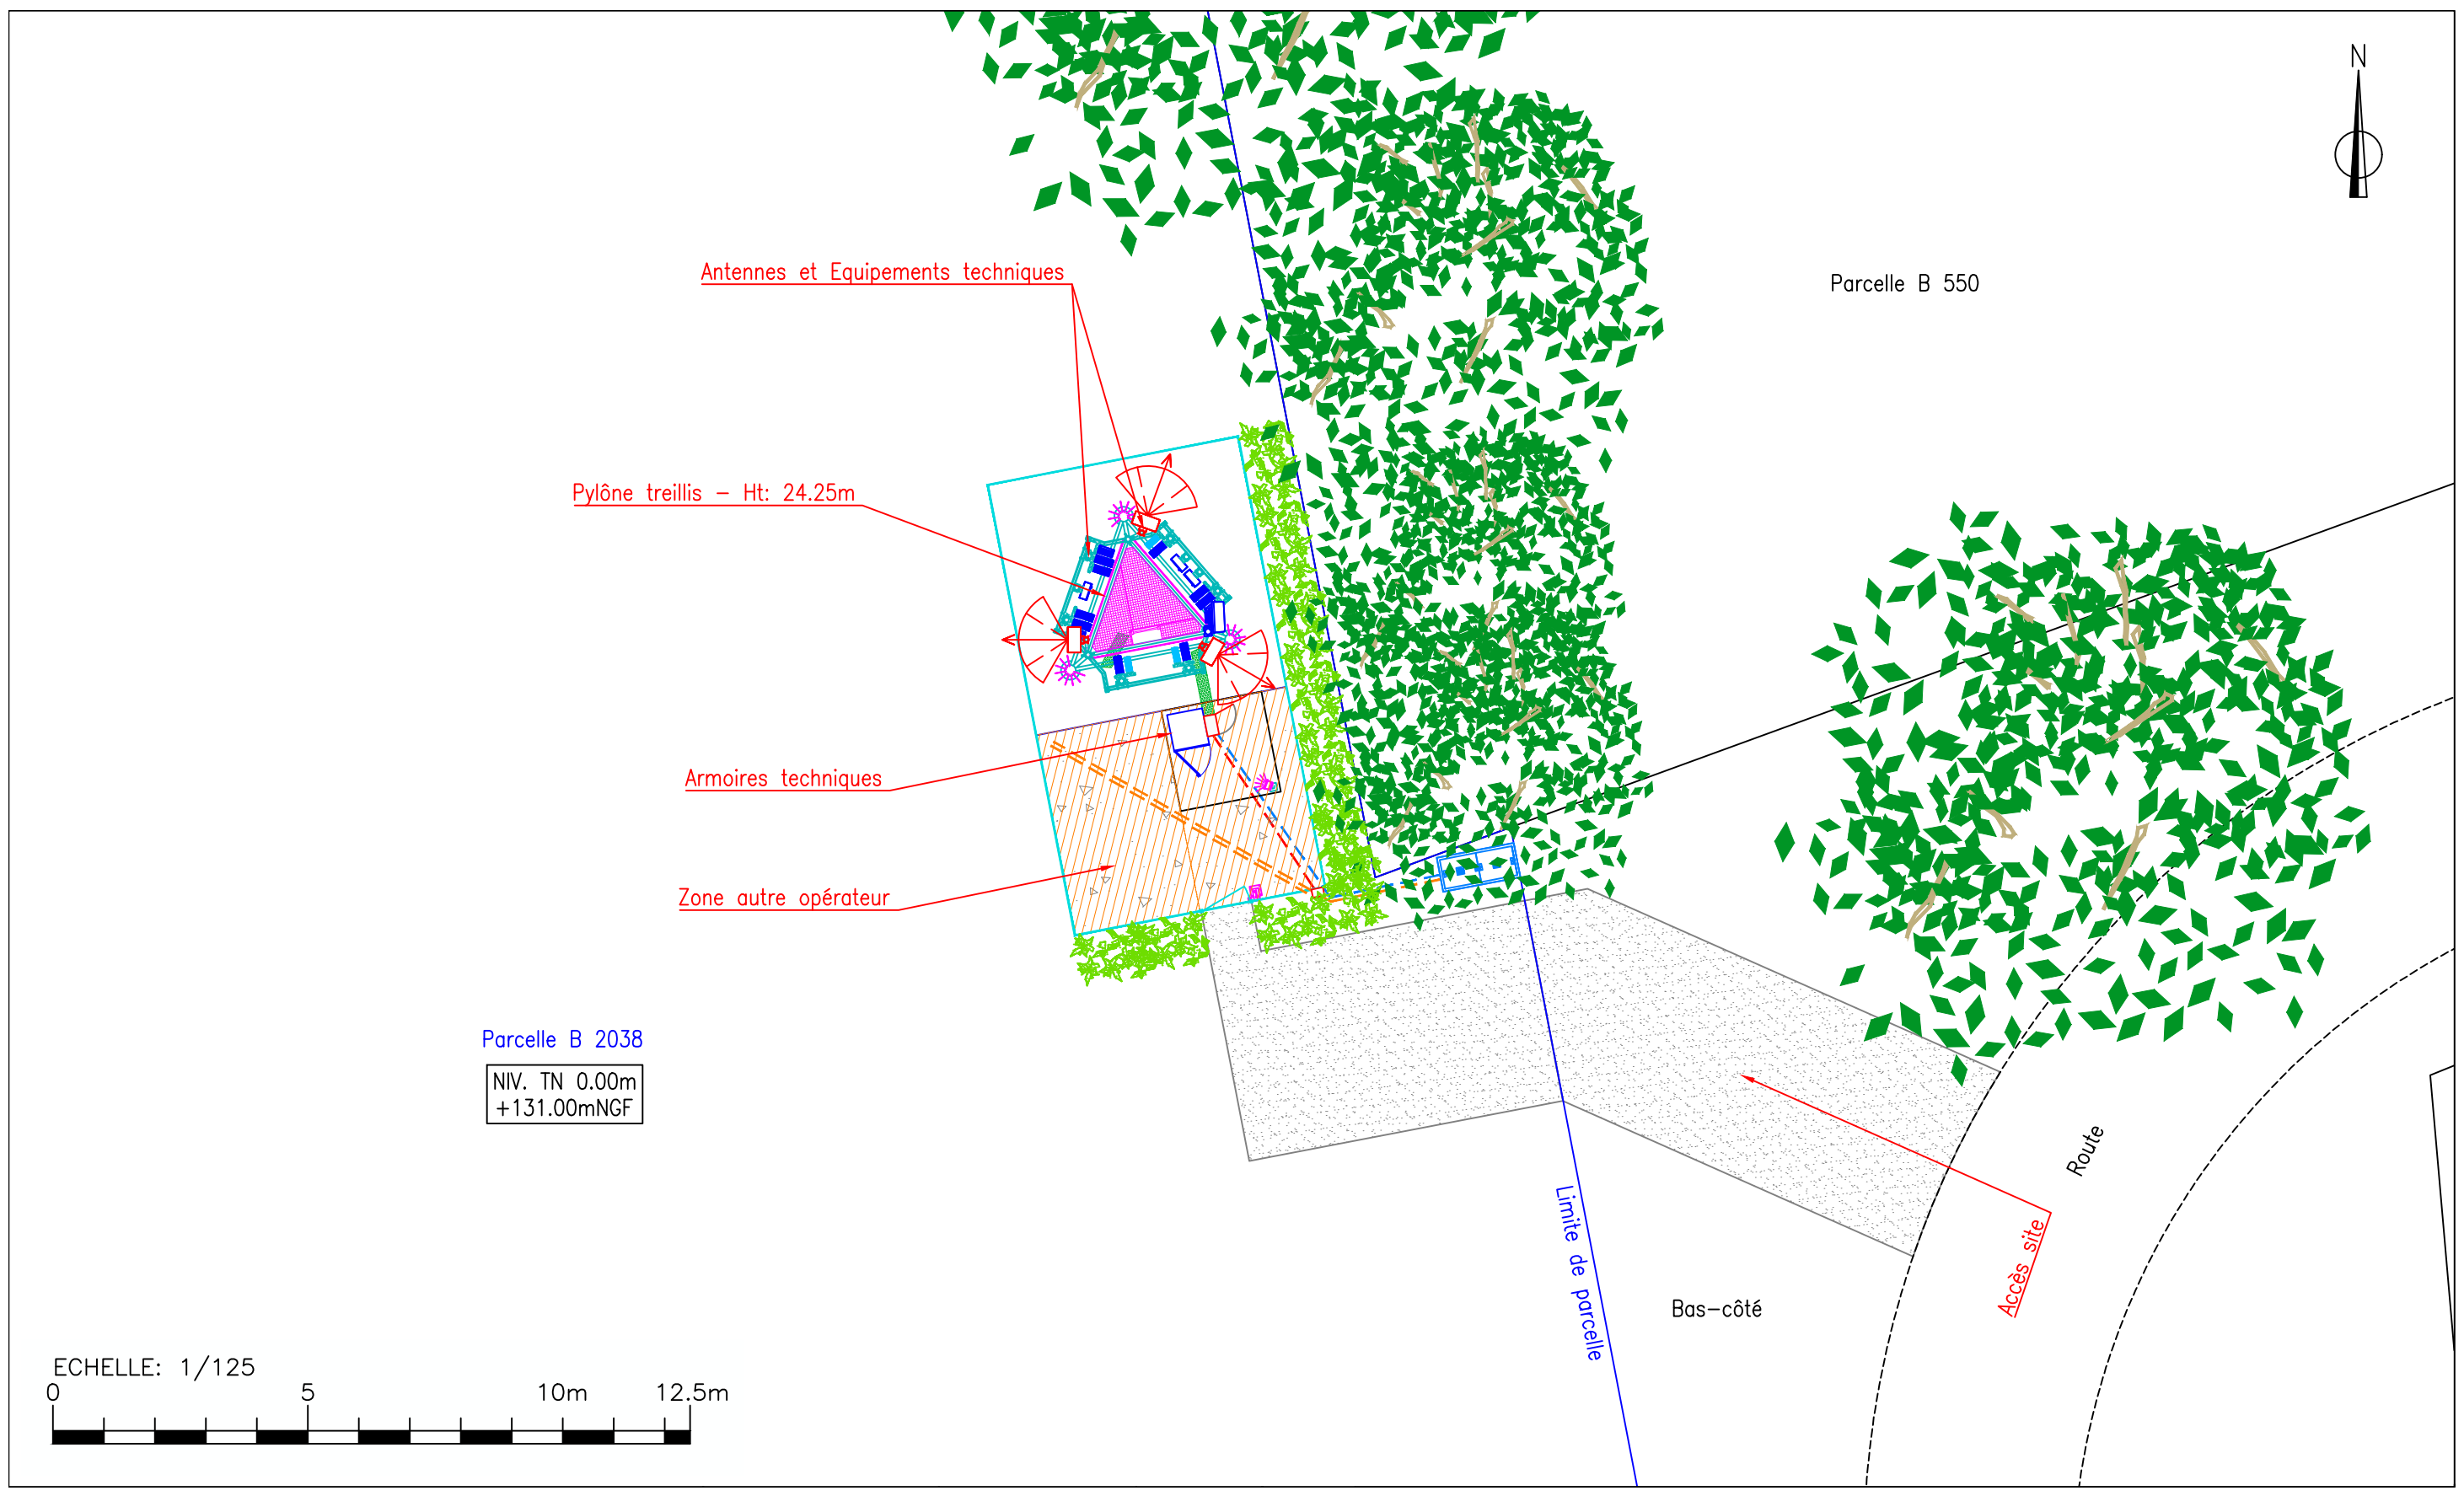 N
Parcelle B 550
Antennes et Equipements techniques
Pylône treillis - Ht: 24.25m
Armoires techniques
Zone autre opérateur
Parcelle B 2038
NIV. TN 0.00m
+131.00mNGF
Route
Accès site
Limite de parcelle
Bas-côté
ECHELLE: 1/125
0 5 10m 12.5m